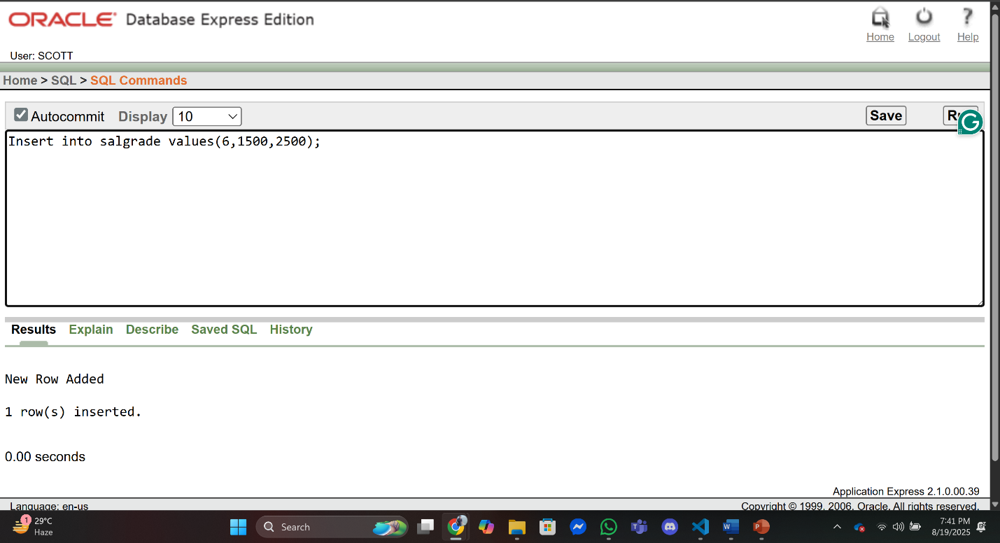 ORACLE® Database Express Edition
Home Logout Help
User: SCOTT
Home > SQL > SQL Commands
Autocommit Display 10 Save
Insert into salgrade values(6,1500,2500);
Results Explain Describe Saved SQL History
New Row Added
1 row(s) inserted.
0.00 seconds
Application Express 2.1.0.00.39
Language: en-us Copyright © 1999, 2006, Oracle. All rights reserved.
1 29°C Haze Search 7:41 PM
8/19/2025